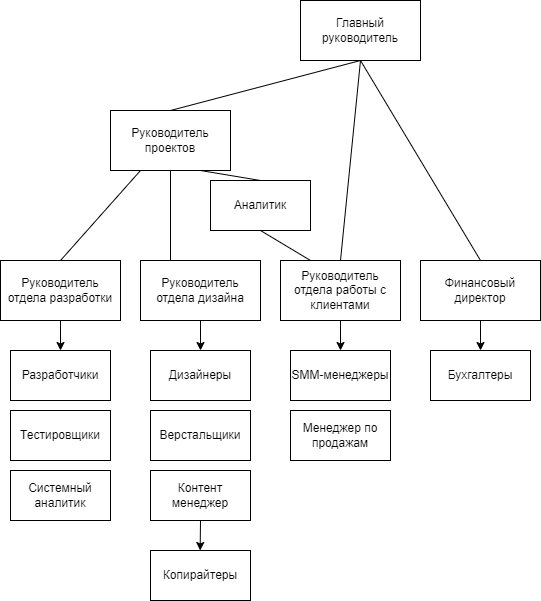 Главный
руководитель
Руководитель
проектов
Аналитик
Руководитель
отдела разработки
Руководитель
отдела дизайна
Руководитель
отдела работы с
клиентами
Финансовый
директор
Разработчики
Дизайнеры
SMM-менеджеры
Бухгалтеры
Тестировщики
Верстальщики
Менеджер по
продажам
Системный
аналитик
Контент
менеджер
Копирайтеры